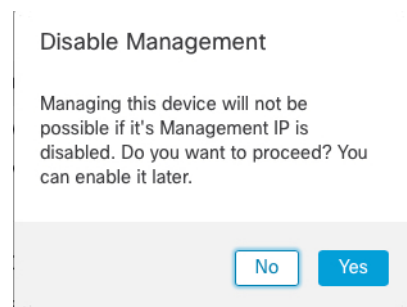 Disable Management
Managing this device will not be
possible if it's Management IP is
disabled. Do you want to proceed? You
can enable it later.
No
Yes